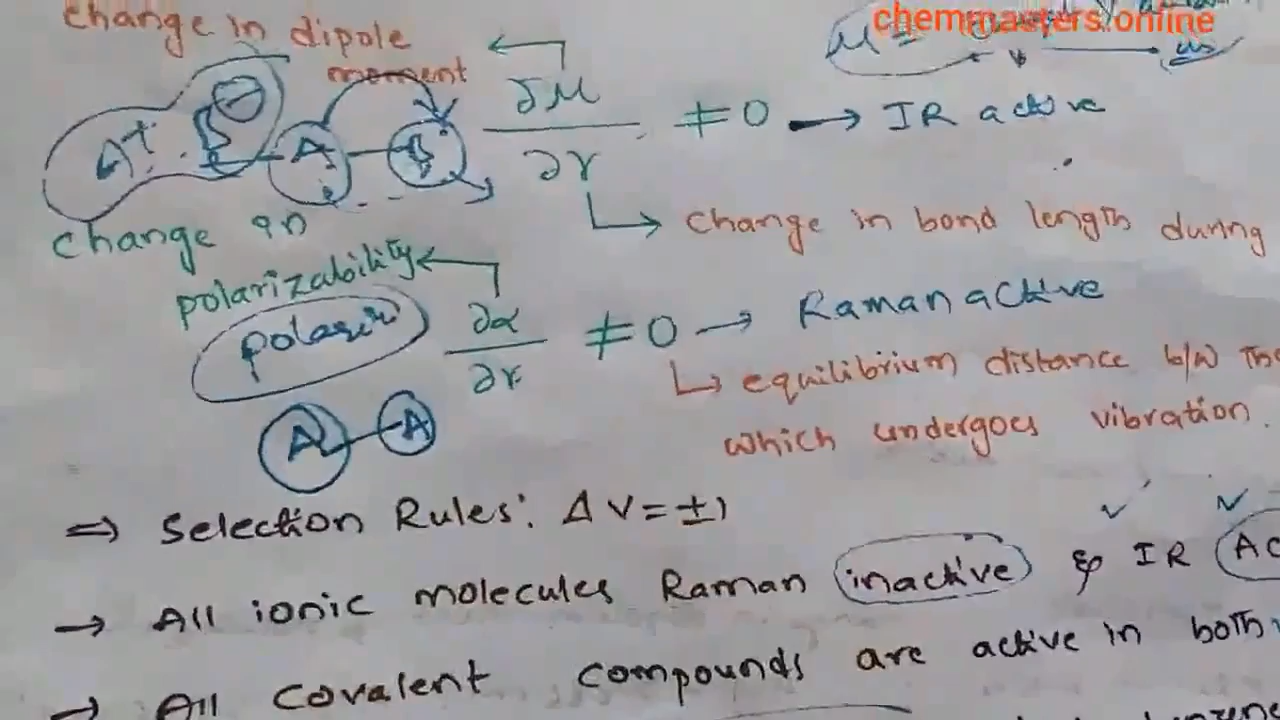 chemmasters.online
change in dipole
moment
∂μ/∂r ≠ 0 → IR active
A+ B
A B
change in bond length during
change in
polarizability
∂α/∂r ≠ 0 → Raman active
equilibrium distance b/w
which undergoes vibration.
A A
⇒ Selection Rules: ΔV = ±1
→ All ionic molecules Raman inactive & IR
→ All covalent compounds are active in both